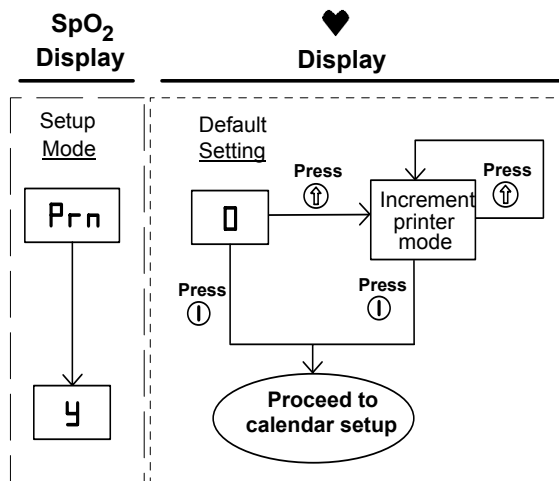 SpO₂
Display
♥
Display
Setup
Mode
Prn
y
Default
Setting
0
Press
⇧
Increment
printer
mode
Press
⇧
Press
|
Press
|
Proceed to
calendar setup